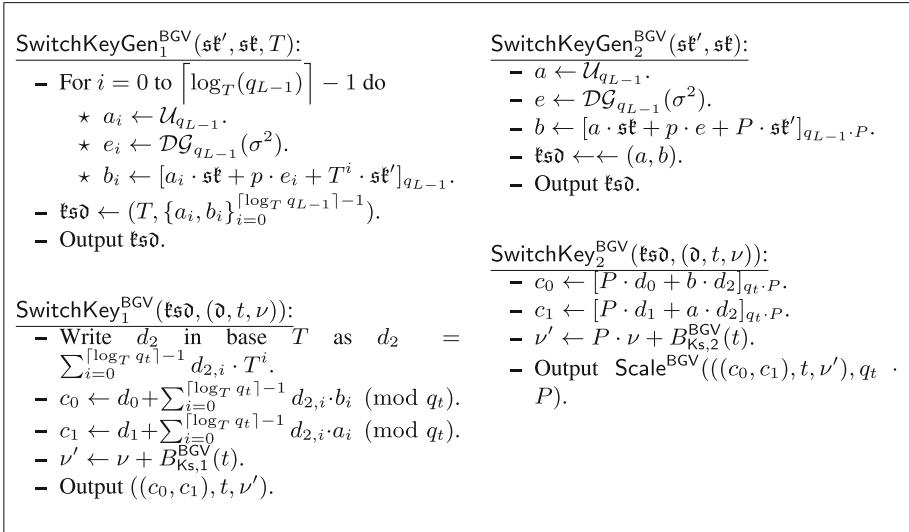 SwitchKeyGen₁^BGV(𝔰𝔨′, 𝔰𝔨, T):
– For i = 0 to ⌈log_T(q_{L−1})⌉ − 1 do
⋆ a_i ← 𝒰_{q_{L−1}}.
⋆ e_i ← 𝒟𝒢_{q_{L−1}}(σ²).
⋆ b_i ← [a_i · 𝔰𝔨 + p · e_i + T^i · 𝔰𝔨′]_{q_{L−1}}.
– 𝔨𝔰𝔡 ← (T, {a_i, b_i}_{i=0}^{⌈log_T q_{L−1}⌉−1}).
– Output 𝔨𝔰𝔡.
SwitchKey₁^BGV(𝔨𝔰𝔡, (𝔡, t, ν)):
– Write d₂ in base T as d₂ =
∑_{i=0}^{⌈log_T q_t⌉−1} d_{2,i} · T^i.
– c₀ ← d₀+∑_{i=0}^{⌈log_T q_t⌉−1} d_{2,i}·b_i (mod q_t).
– c₁ ← d₁+∑_{i=0}^{⌈log_T q_t⌉−1} d_{2,i}·a_i (mod q_t).
– ν′ ← ν + B_{Ks,1}^{BGV}(t).
– Output ((c₀, c₁), t, ν′).
SwitchKeyGen₂^BGV(𝔰𝔨′, 𝔰𝔨):
– a ← 𝒰_{q_{L−1}}.
– e ← 𝒟𝒢_{q_{L−1}}(σ²).
– b ← [a · 𝔰𝔨 + p · e + P · 𝔰𝔨′]_{q_{L−1}·P}.
– 𝔨𝔰𝔡 ←← (a, b).
– Output 𝔨𝔰𝔡.
SwitchKey₂^BGV(𝔨𝔰𝔡, (𝔡, t, ν)):
– c₀ ← [P · d₀ + b · d₂]_{q_t·P}.
– c₁ ← [P · d₁ + a · d₂]_{q_t·P}.
– ν′ ← P · ν + B_{Ks,2}^{BGV}(t).
– Output Scale^BGV(((c₀, c₁), t, ν′), q_t ·
P).